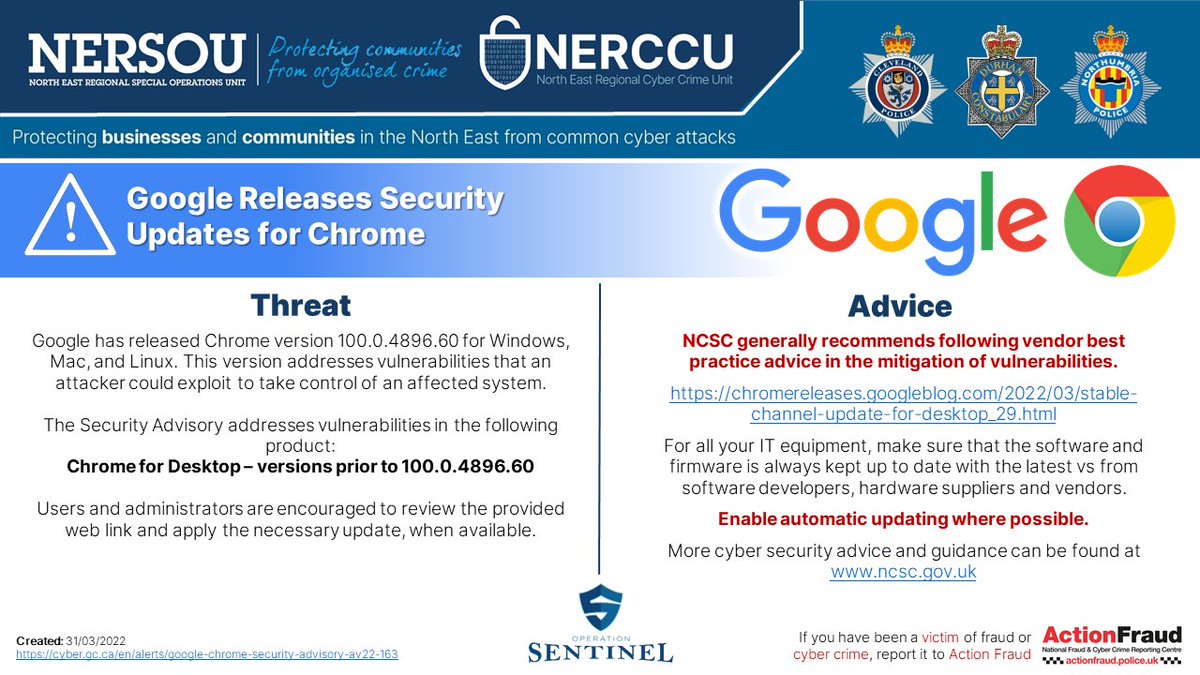 NERSOU
NORTH EAST REGIONAL SPECIAL OPERATIONS UNIT
Protecting communities
from organised crime
NERCCU
North East Regional Cyber Crime Unit
CLEVELAND
POLICE
DURHAM
CONSTABULARY
NORTHUMBRIA
POLICE
Protecting businesses and communities in the North East from common cyber attacks
Google Releases Security
Updates for Chrome
Google
Threat
Google has released Chrome version 100.0.4896.60 for Windows,
Mac, and Linux. This version addresses vulnerabilities that an
attacker could exploit to take control of an affected system.
The Security Advisory addresses vulnerabilities in the following
product:
Chrome for Desktop – versions prior to 100.0.4896.60
Users and administrators are encouraged to review the provided
web link and apply the necessary update, when available.
Advice
NCSC generally recommends following vendor best
practice advice in the mitigation of vulnerabilities.
https://chromereleases.googleblog.com/2022/03/stable-
channel-update-for-desktop_29.html
For all your IT equipment, make sure that the software and
firmware is always kept up to date with the latest vs from
software developers, hardware suppliers and vendors.
Enable automatic updating where possible.
More cyber security advice and guidance can be found at
www.ncsc.gov.uk
Created: 31/03/2022
https://cyber.gc.ca/en/alerts/google-chrome-security-advisory-av22-163
OPERATION
SENTINEL
If you have been a victim of fraud or
cyber crime, report it to Action Fraud
ActionFraud
National Fraud & Cyber Crime Reporting Centre
actionfraud.police.uk